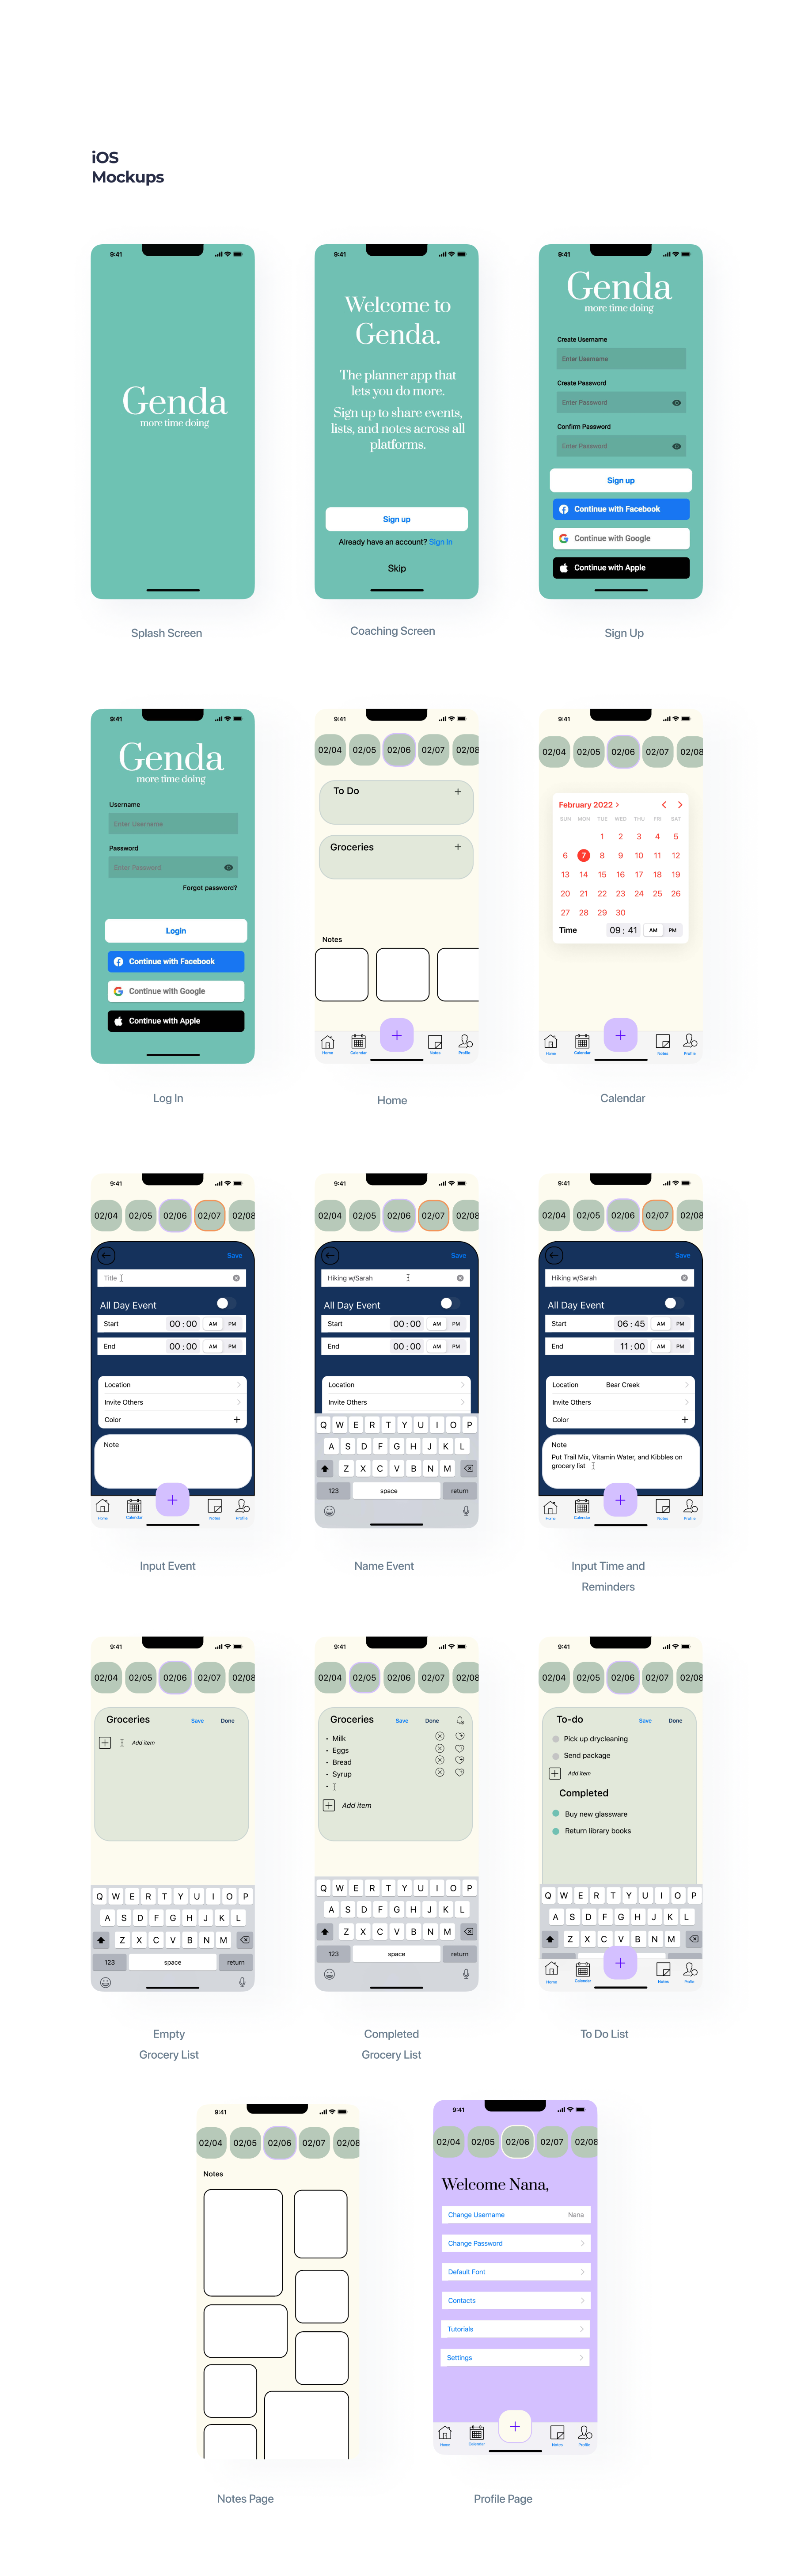 iOS
Mockups
9:41
Genda
more time doing
Splash Screen
9:41
Welcome to
Genda.
The planner app that
lets you do more.
Sign up to share events,
lists, and notes across all
platforms.
Sign up
Already have an account? Sign In
Skip
Coaching Screen
9:41
Genda
more time doing
Create Username
Enter Username
Create Password
Enter Password
Confirm Password
Enter Password
Sign up
Continue with Facebook
Continue with Google
Continue with Apple
Sign Up
9:41
Genda
more time doing
Username
Enter Username
Password
Enter Password
Forgot password?
Login
Continue with Facebook
Continue with Google
Continue with Apple
Log In
9:41
02/04 02/05 02/06 02/07 02/08
To Do +
Groceries +
Notes
+
Home Calendar Notes Profile
Home
9:41
02/04 02/05 02/06 02/07 02/08
February 2022
SUN MON TUE WED THU FRI SAT
1 2 3 4 5
6 7 8 9 10 11 12
13 14 15 16 17 18 19
20 21 22 23 24 25 26
27 28 29 30
Time 09 : 41 AM PM
+
Home Calendar Notes Profile
Calendar
9:41
02/04 02/05 02/06 02/07 02/08
Save
Title
All Day Event
Start 00 : 00 AM PM
End 00 : 00 AM PM
Location
Invite Others
Color +
Note
+
Home Calendar Notes Profile
Input Event
9:41
02/04 02/05 02/06 02/07 02/08
Save
Hiking w/Sarah
All Day Event
Start 00 : 00 AM PM
End 00 : 00 AM PM
Location
Invite Others
Q W E R T Y U I O P
A S D F G H J K L
Z X C V B N M
123 space return
Name Event
9:41
02/04 02/05 02/06 02/07 02/08
Save
Hiking w/Sarah
All Day Event
Start 06 : 45 AM PM
End 11 : 00 AM PM
Location Bear Creek
Invite Others
Color +
Note
Put Trail Mix, Vitamin Water, and Kibbles on
grocery list
+
Home Calendar Notes Profile
Input Time and
Reminders
9:41
02/04 02/05 02/06 02/07 02/08
Groceries Save Done
+ Add item
Q W E R T Y U I O P
A S D F G H J K L
Z X C V B N M
123 space return
Empty
Grocery List
9:41
02/04 02/05 02/06 02/07 02/08
Groceries Save Done
• Milk
• Eggs
• Bread
• Syrup
•
+ Add item
Q W E R T Y U I O P
A S D F G H J K L
Z X C V B N M
123 space return
Completed
Grocery List
9:41
02/04 02/05 02/06 02/07 02/08
To-do Save Done
Pick up drycleaning
Send package
+ Add item
Completed
Buy new glassware
Return library books
Q W E R T Y U I O P
A S D F G H J K L
Z X C V B N M
+
Home Calendar Notes Profile
To Do List
9:41
02/04 02/05 02/06 02/07 02/08
Notes
Notes Page
9:41
02/04 02/05 02/06 02/07 02/08
Welcome Nana,
Change Username Nana
Change Password
Default Font
Contacts
Tutorials
Settings
+
Home Calendar Notes Profile
Profile Page